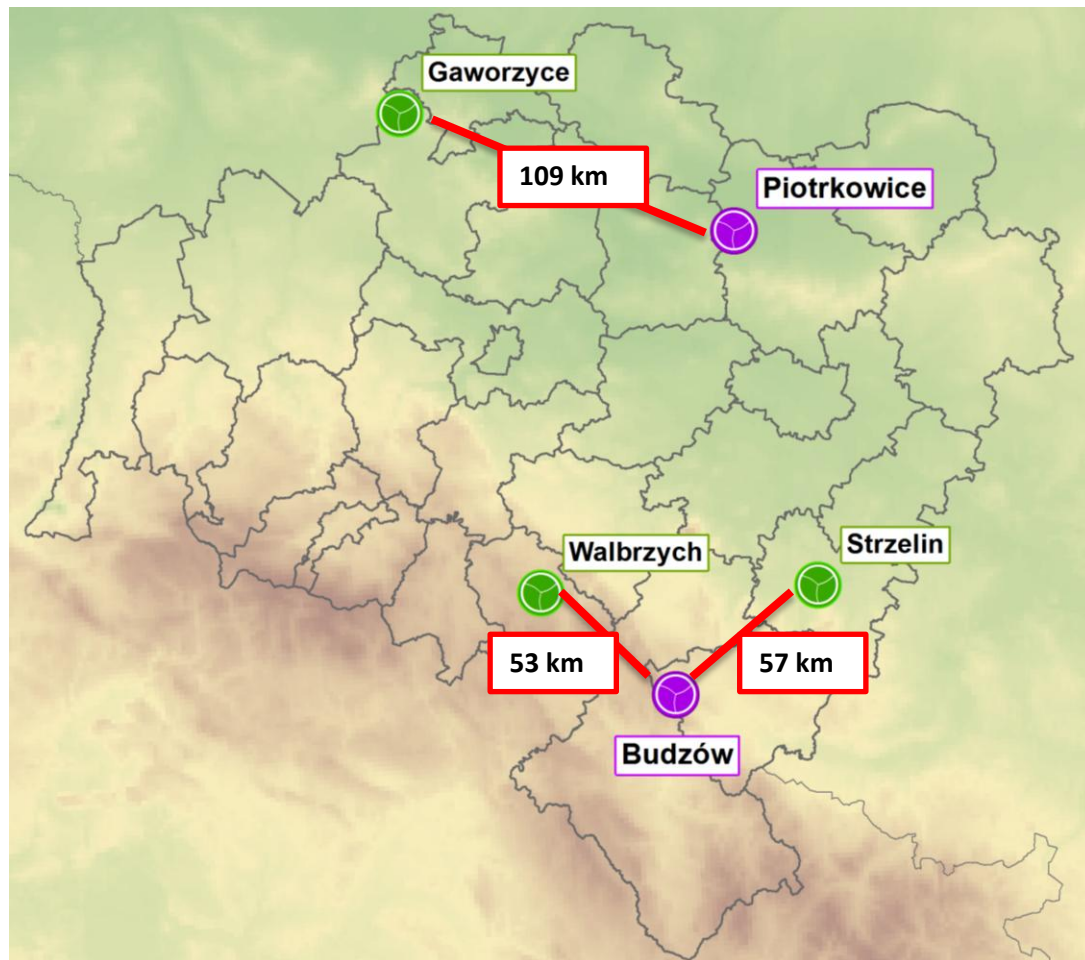 Gaworzyce
109 km
Piotrkowice
Walbrzych
Strzelin
53 km
57 km
Budzów